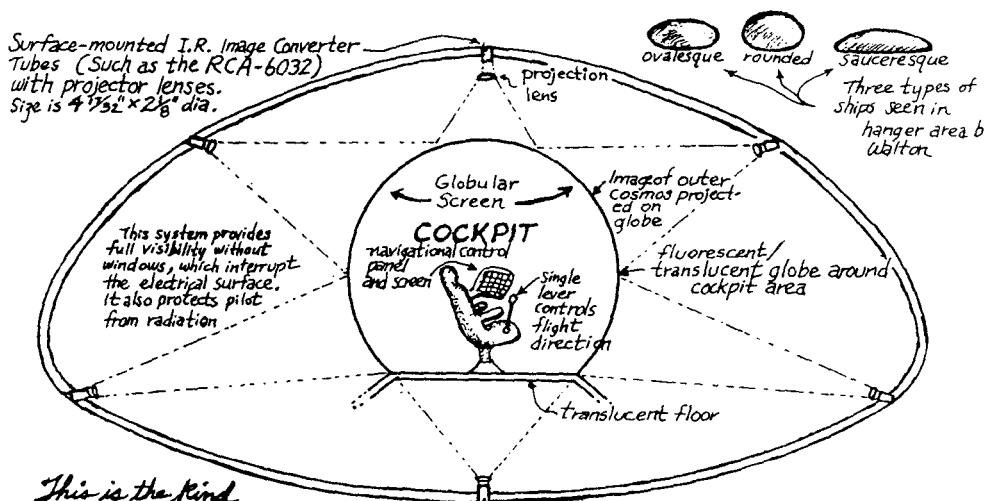 Surface-mounted I.R. Image Converter
Tubes (Such as the RCA-6032)
with projector lenses.
Size is 4 17/32" x 2 1/8" dia.
projection
lens
ovalesque
rounded
sauceresque
Three types of
ships seen in
hanger area b
Walton
Globular
Screen
Image of outer
Cosmos project-
ed on
globe
COCKPIT
navigational control
panel
and screen
Single
lever
controls
flight
direction
This system provides
full visibility without
windows, which interrupt
the electrical surface.
It also protects pilot
from radiation
fluorescent/
translucent globe around
cockpit area
translucent floor
This is the kind